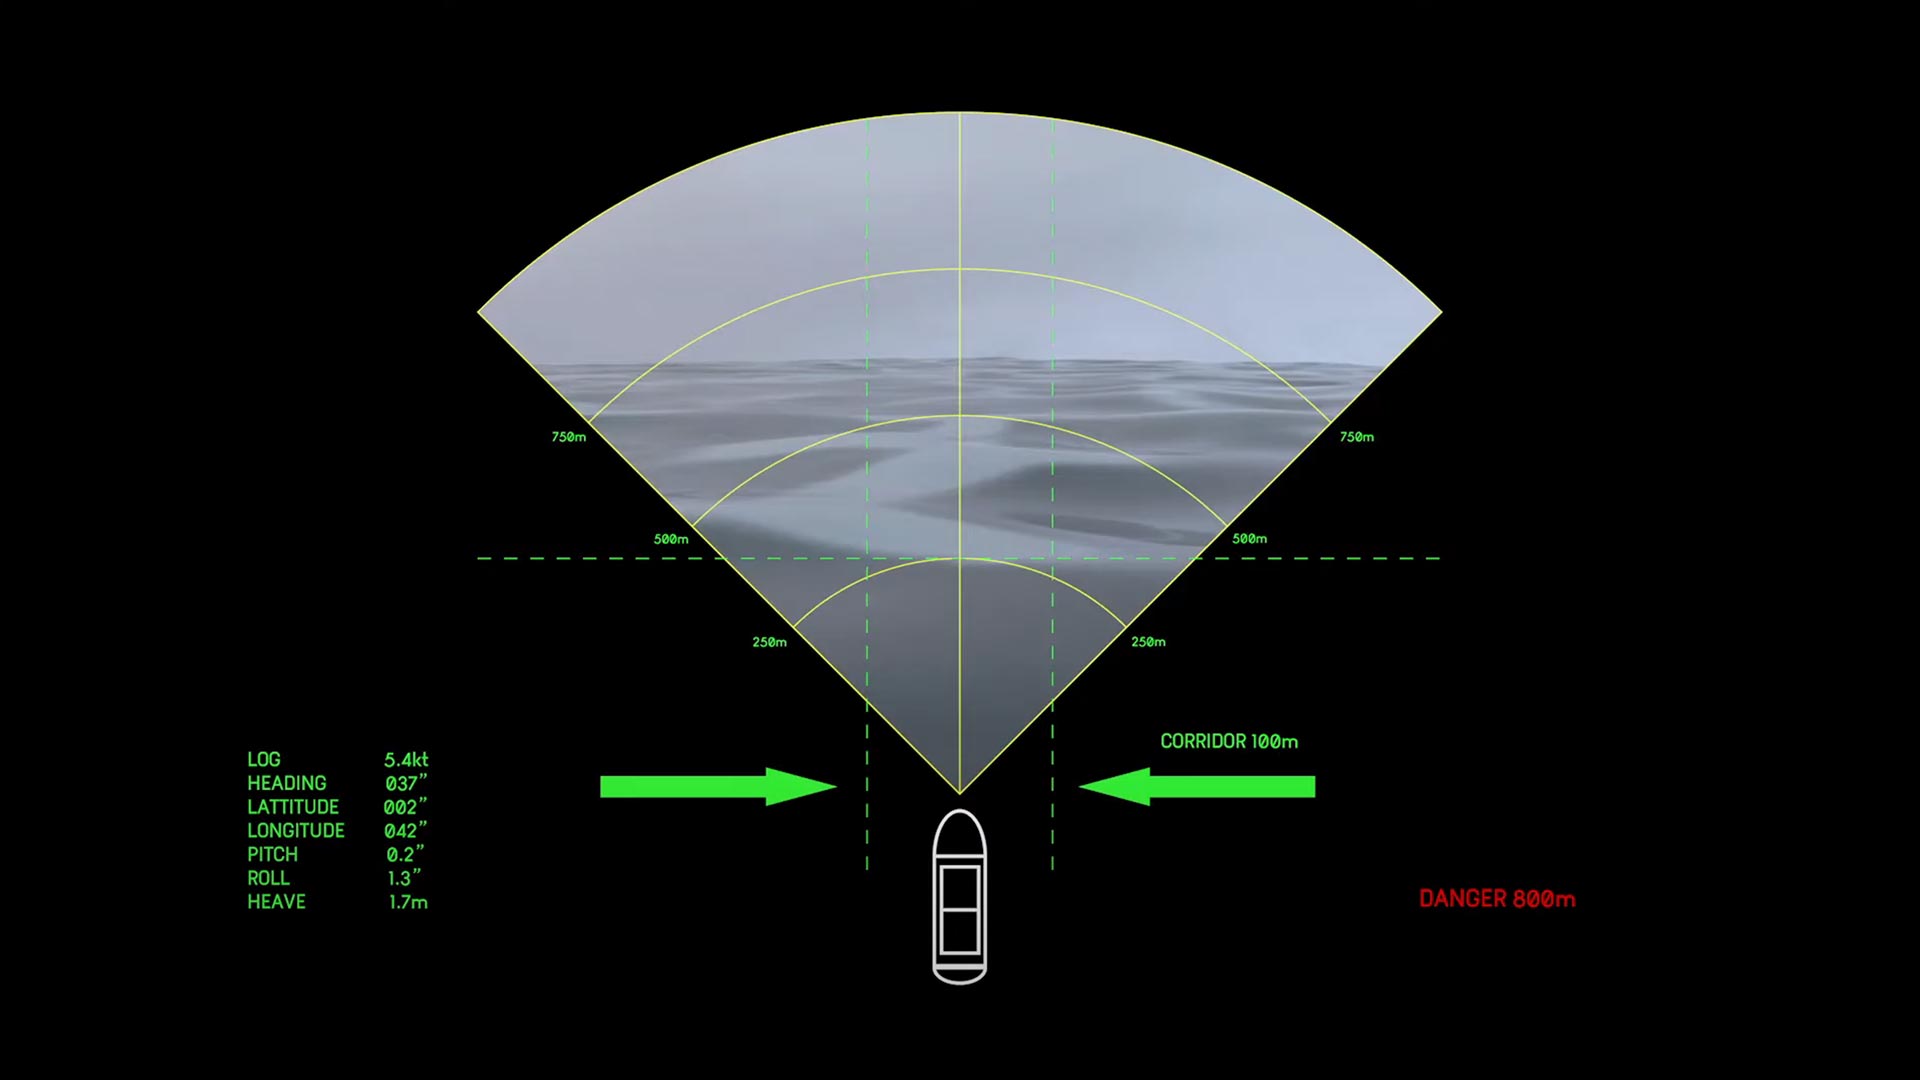 750m
750m
500m
500m
250m
250m
CORRIDOR 100m
LOG 5.4kt
HEADING 037”
LATTITUDE 002”
LONGITUDE 042”
PITCH 0.2”
ROLL 1.3”
HEAVE 1.7m
DANGER 800m